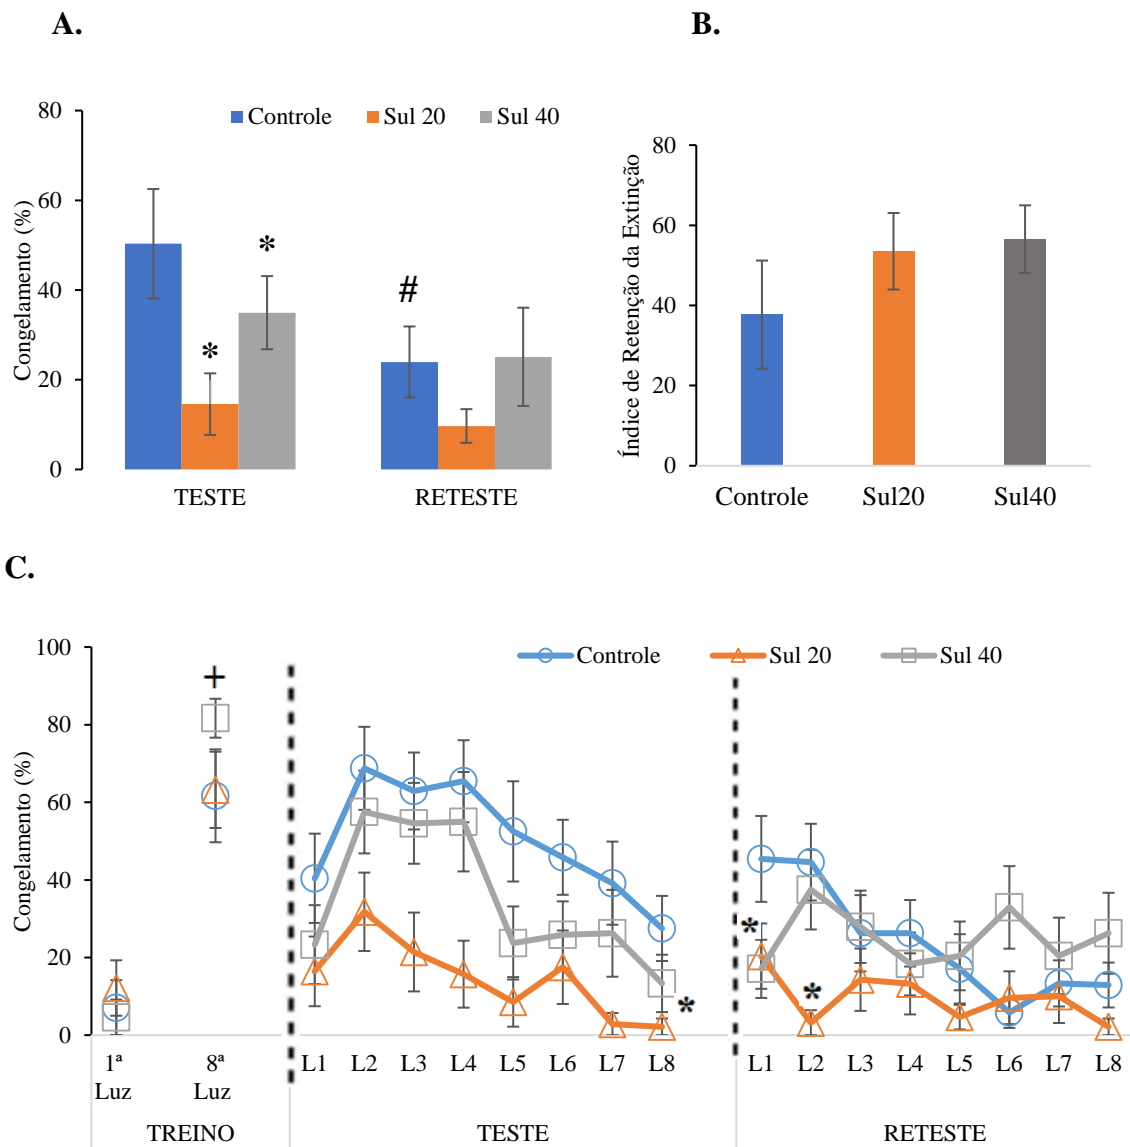 A.
B.
80
60
40
20
0
Congelamento (%)
Controle Sul 20 Sul 40
*
*
#
TESTE RETESTE
80
60
40
20
0
Índice de Retenção da Extinção
Controle Sul20 Sul40
C.
100
80
60
40
20
0
Congelamento (%)
Controle Sul 20 Sul 40
+
*
*
*
1ª Luz 8ª Luz L1 L2 L3 L4 L5 L6 L7 L8 L1 L2 L3 L4 L5 L6 L7 L8
TREINO TESTE RETESTE